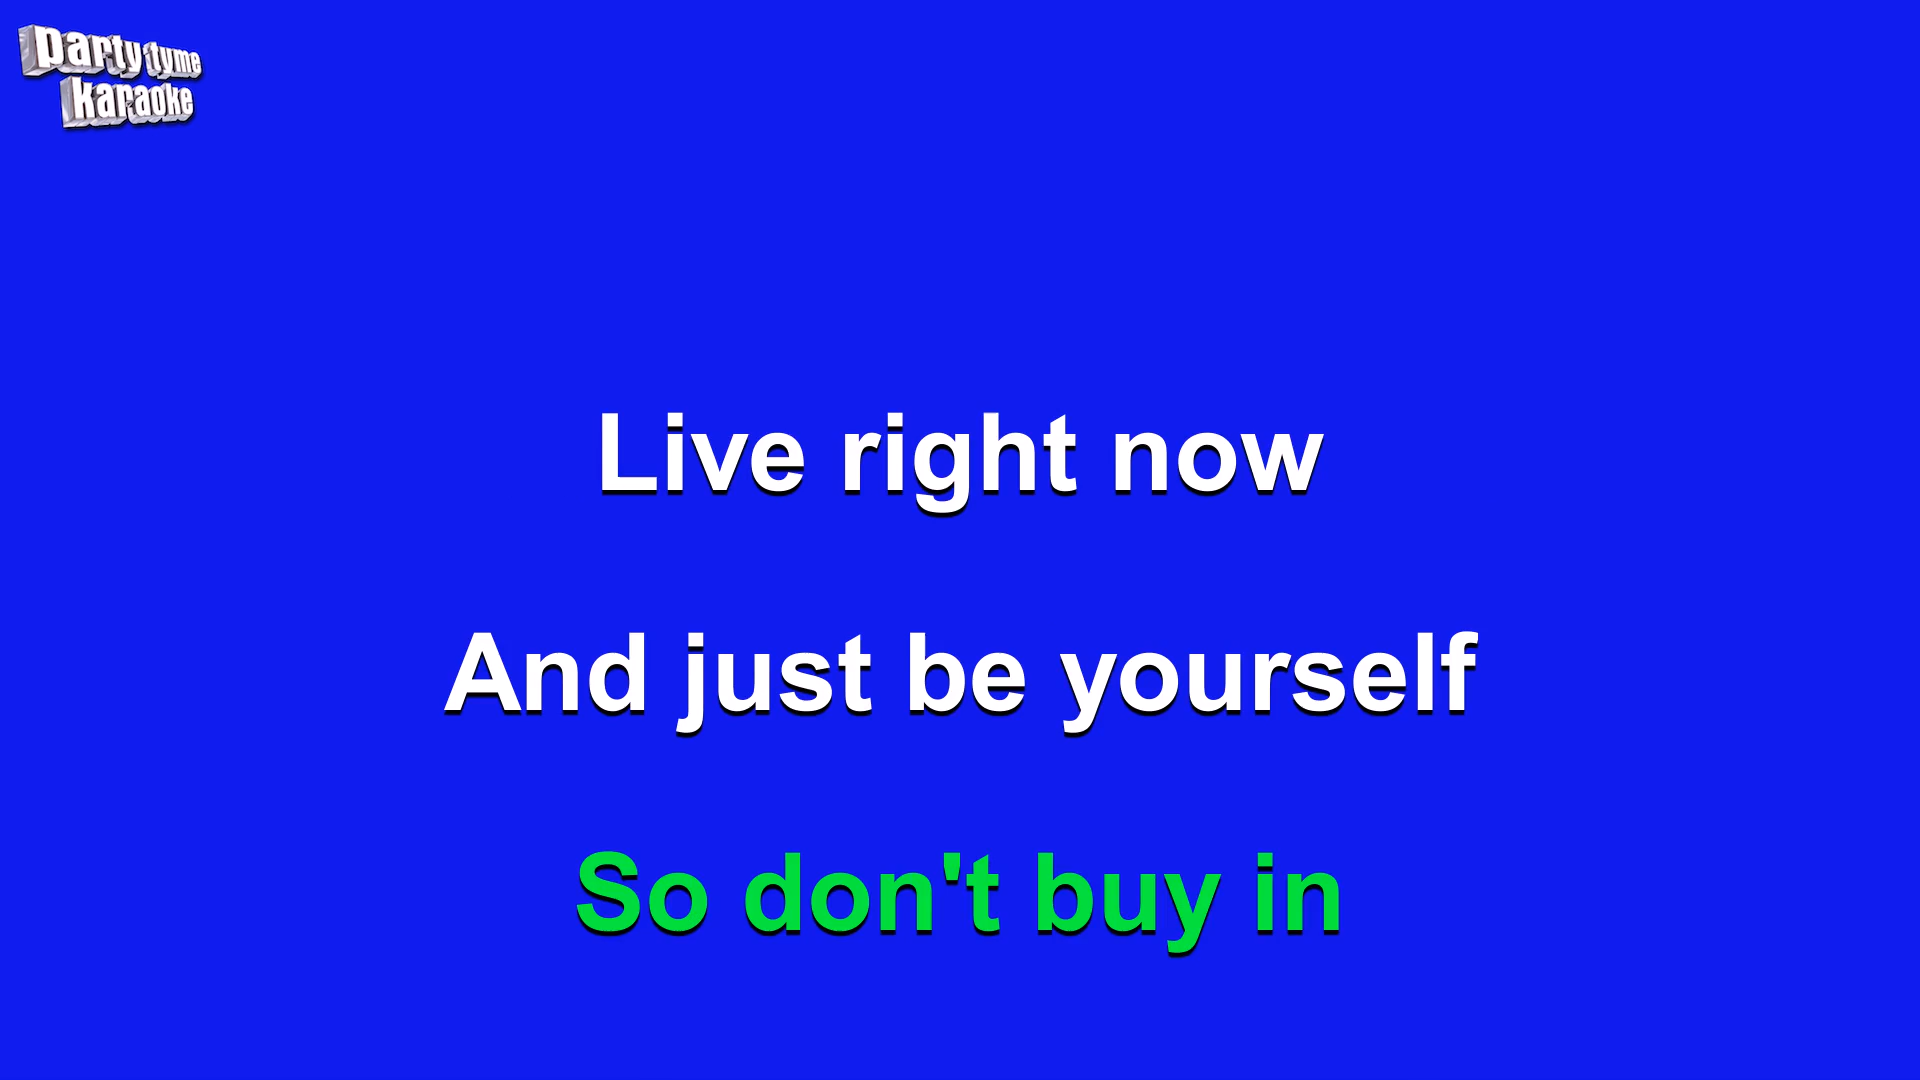 party tyme
karaoke
Live right now
And just be yourself
So don't buy in